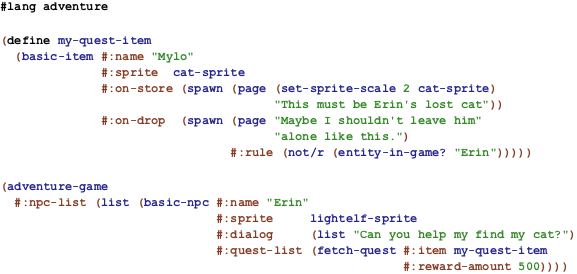 #lang adventure
(define my-quest-item
(basic-item #:name "Mylo"
#:sprite cat-sprite
#:on-store (spawn (page (set-sprite-scale 2 cat-sprite)
"This must be Erin's lost cat"))
#:on-drop (spawn (page "Maybe I shouldn't leave him"
"alone like this.")
#:rule (not/r (entity-in-game? "Erin")))))
(adventure-game
#:npc-list (list (basic-npc #:name "Erin"
#:sprite lightelf-sprite
#:dialog (list "Can you help my find my cat?")
#:quest-list (fetch-quest #:item my-quest-item
#:reward-amount 500))))